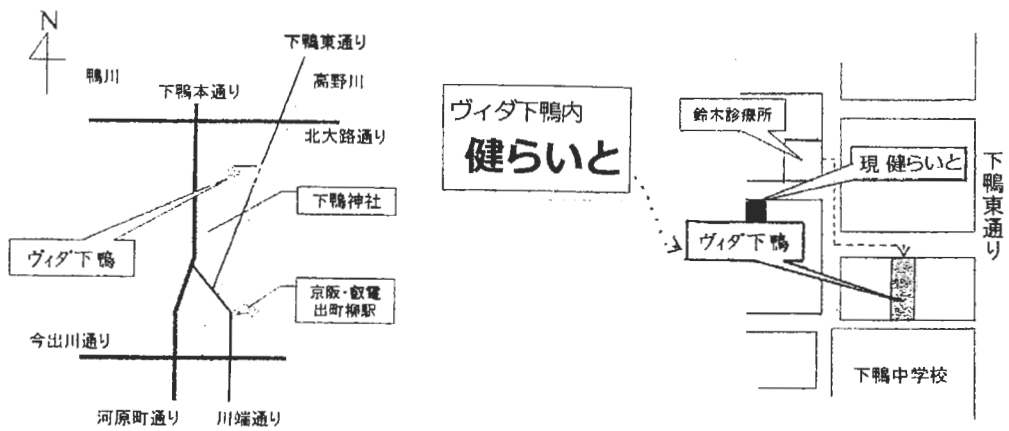 N
下鴨東通り
鴨川
高野川
下鴨本通り
北大路通り
下鴨神社
ヴィダ下鴨
京阪・叡電
出町柳駅
今出川通り
河原町通り
川端通り
ヴィダ下鴨内
健らいと
鈴木診療所
現 健らいと
下鴨東通り
ヴィダ下鴨
下鴨中学校